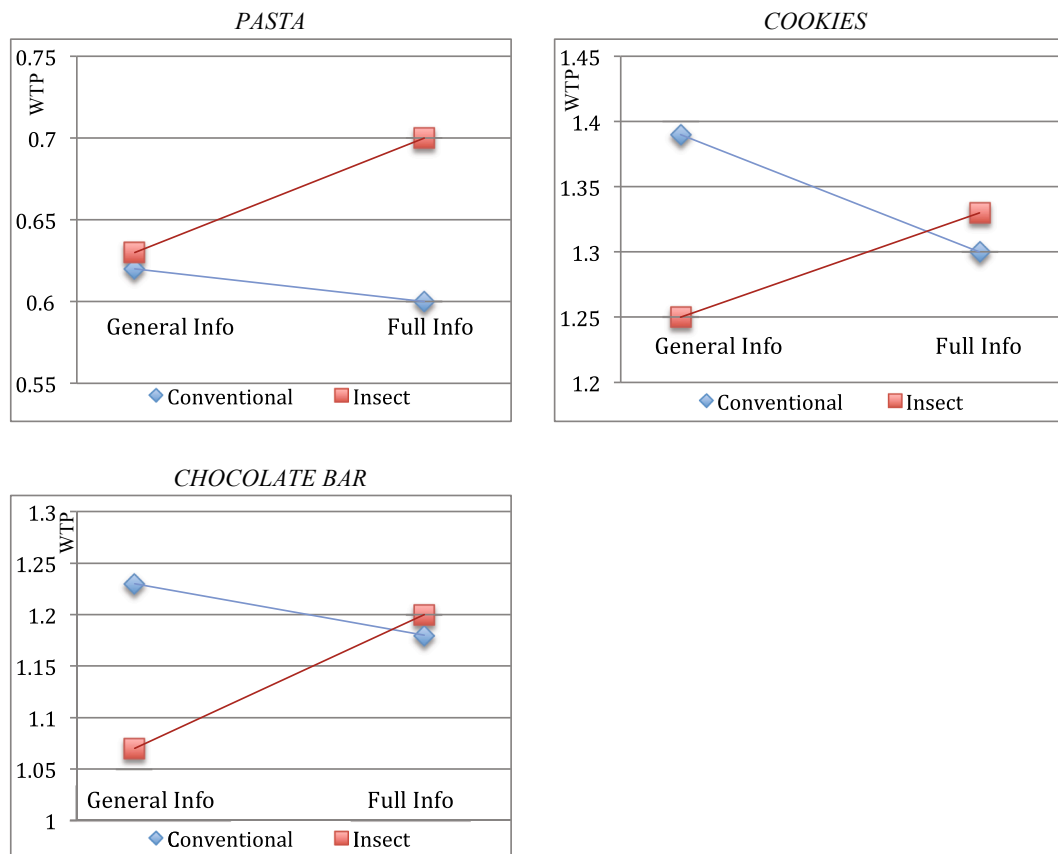 PASTA
0.75
WTP
0.7
0.65
0.6
General Info Full Info
0.55
Conventional Insect
COOKIES
1.45
WTP
1.4
1.35
1.3
1.25
General Info Full Info
1.2
Conventional Insect
CHOCOLATE BAR
1.3
WTP
1.25
1.2
1.15
1.1
1.05
General Info Full Info
1
Conventional Insect